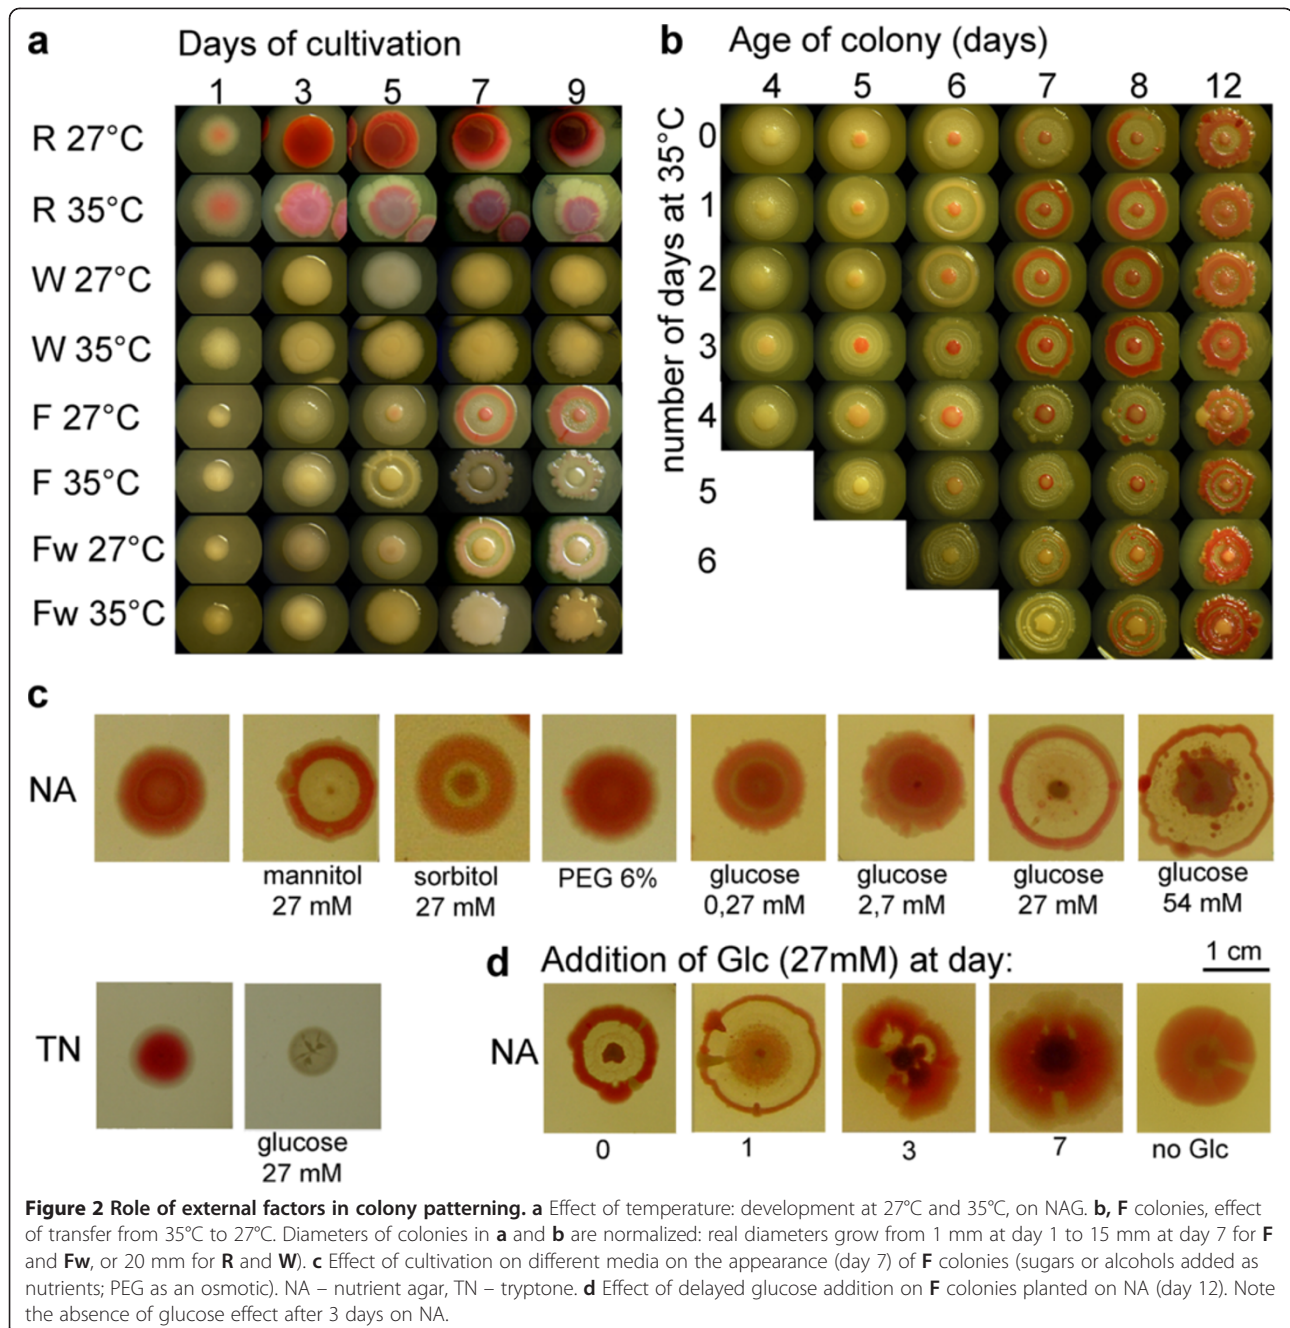 a Days of cultivation
1 3 5 7 9
R 27°C
R 35°C
W 27°C
W 35°C
F 27°C
F 35°C
Fw 27°C
Fw 35°C
b Age of colony (days)
4 5 6 7 8 12
number of days at 35°C
0
1
2
3
4
5
6
c
NA
mannitol
27 mM
sorbitol
27 mM
PEG 6%
glucose
0,27 mM
glucose
2,7 mM
glucose
27 mM
glucose
54 mM
TN
glucose
27 mM
d Addition of Glc (27mM) at day:
1 cm
NA
0 1 3 7 no Glc
Figure 2 Role of external factors in colony patterning. a Effect of temperature: development at 27°C and 35°C, on NAG. b, F colonies, effect
of transfer from 35°C to 27°C. Diameters of colonies in a and b are normalized: real diameters grow from 1 mm at day 1 to 15 mm at day 7 for F
and Fw, or 20 mm for R and W). c Effect of cultivation on different media on the appearance (day 7) of F colonies (sugars or alcohols added as
nutrients; PEG as an osmotic). NA – nutrient agar, TN – tryptone. d Effect of delayed glucose addition on F colonies planted on NA (day 12). Note
the absence of glucose effect after 3 days on NA.